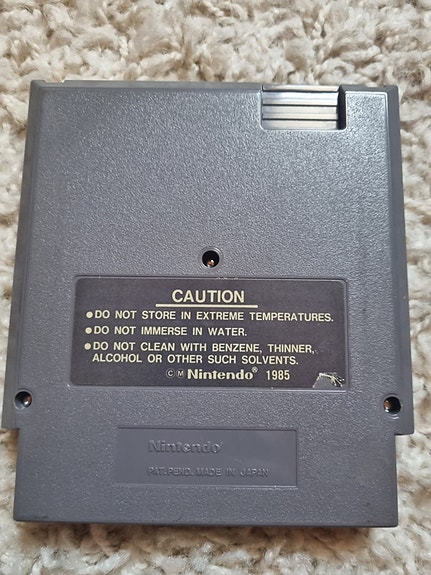 CAUTION
●DO NOT STORE IN EXTREME TEMPERATURES.
●DO NOT IMMERSE IN WATER.
●DO NOT CLEAN WITH BENZENE, THINNER,
ALCOHOL OR OTHER SUCH SOLVENTS.
ⒸⓂ Nintendo® 1985
Nintendo®
PAT. PEND. MADE IN JAPAN